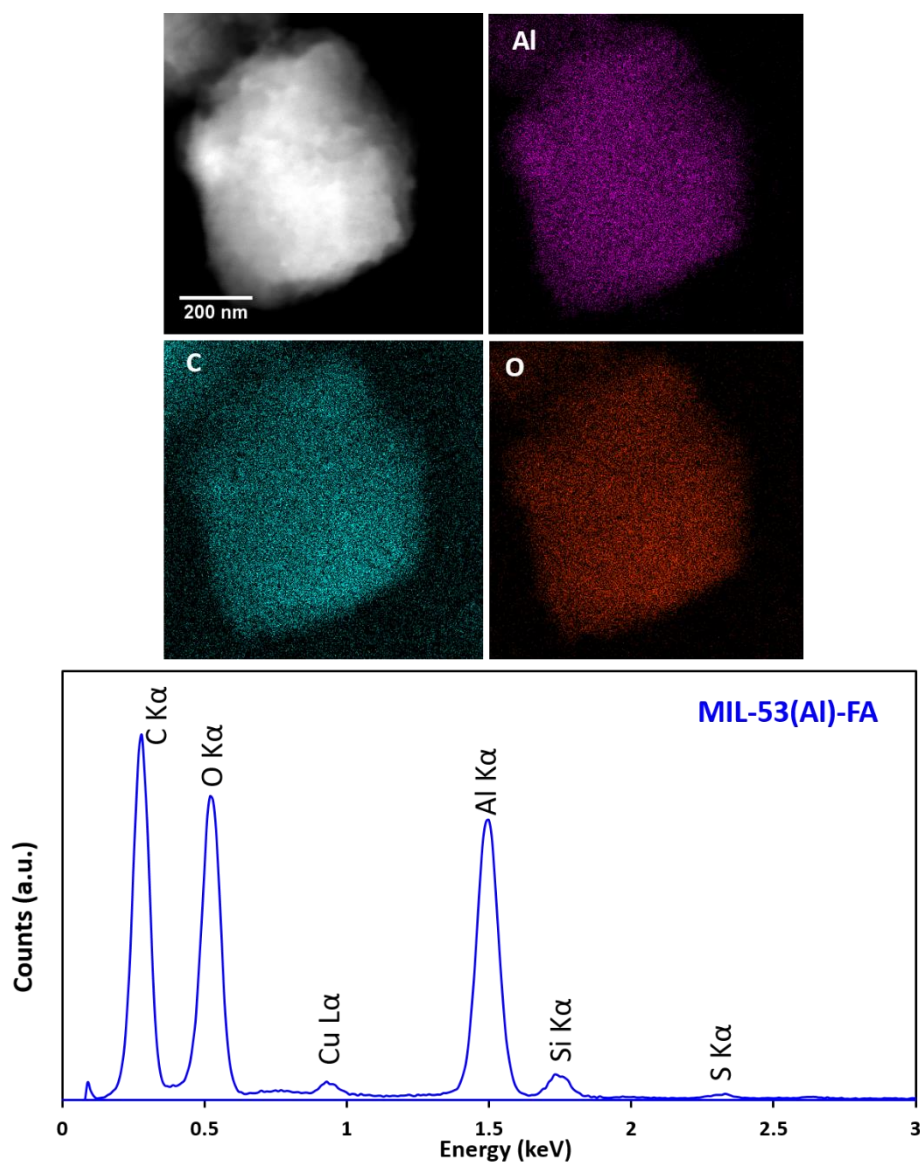 Al
200 nm
C
O
MIL-53(Al)-FA
C Kα
O Kα
Cu Lα
Al Kα
Si Kα
S Kα
Counts (a.u.)
0 0.5 1 1.5 2 2.5 3
Energy (keV)